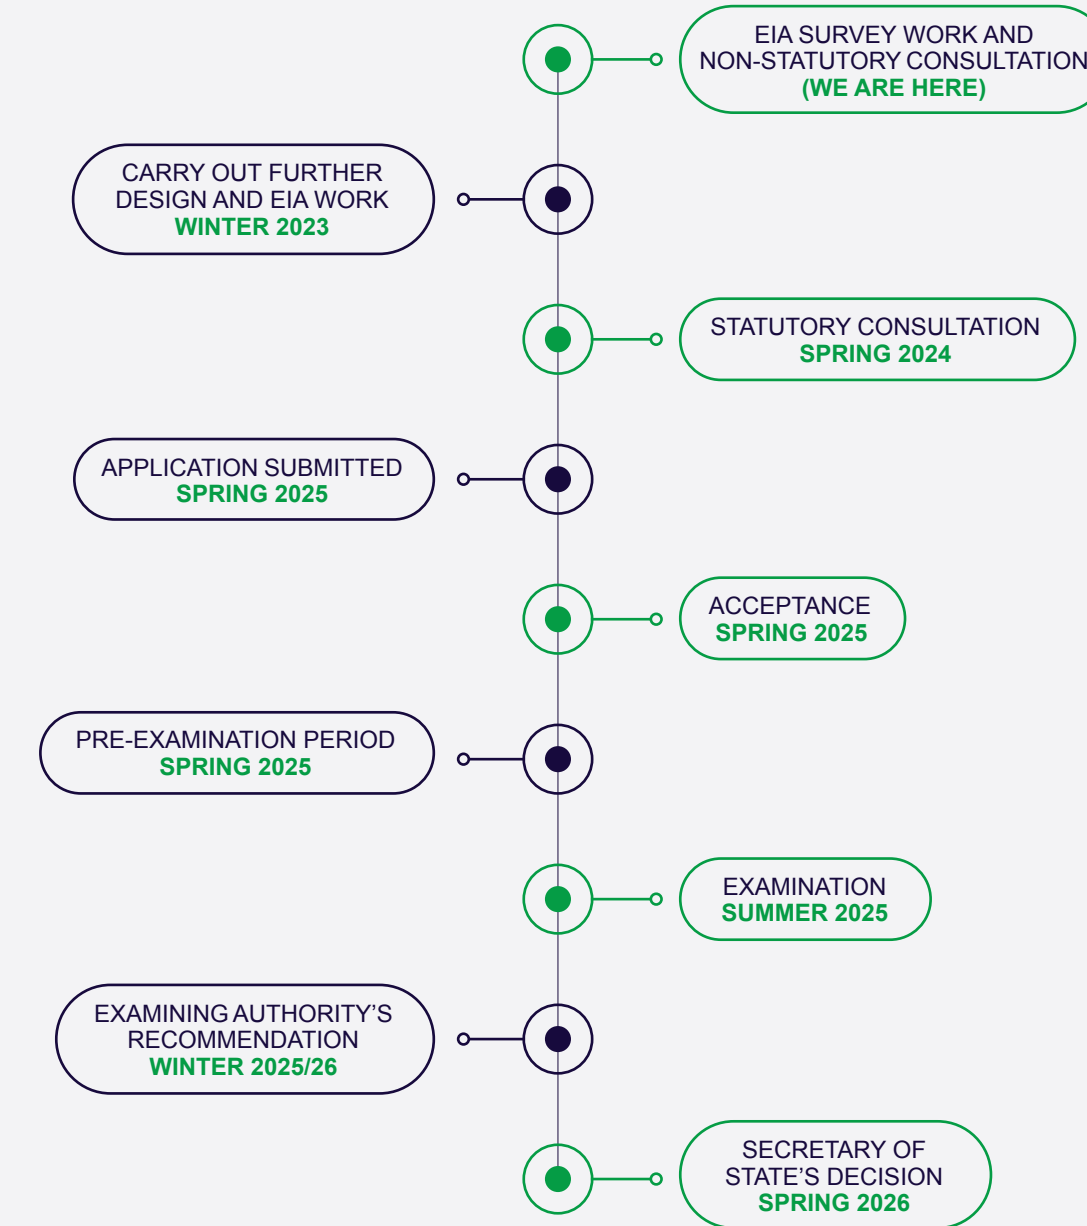 EIA SURVEY WORK AND
NON-STATUTORY CONSULTATION
(WE ARE HERE)
CARRY OUT FURTHER
DESIGN AND EIA WORK
WINTER 2023
STATUTORY CONSULTATION
SPRING 2024
APPLICATION SUBMITTED
SPRING 2025
ACCEPTANCE
SPRING 2025
PRE-EXAMINATION PERIOD
SPRING 2025
EXAMINATION
SUMMER 2025
EXAMINING AUTHORITY’S
RECOMMENDATION
WINTER 2025/26
SECRETARY OF
STATE’S DECISION
SPRING 2026